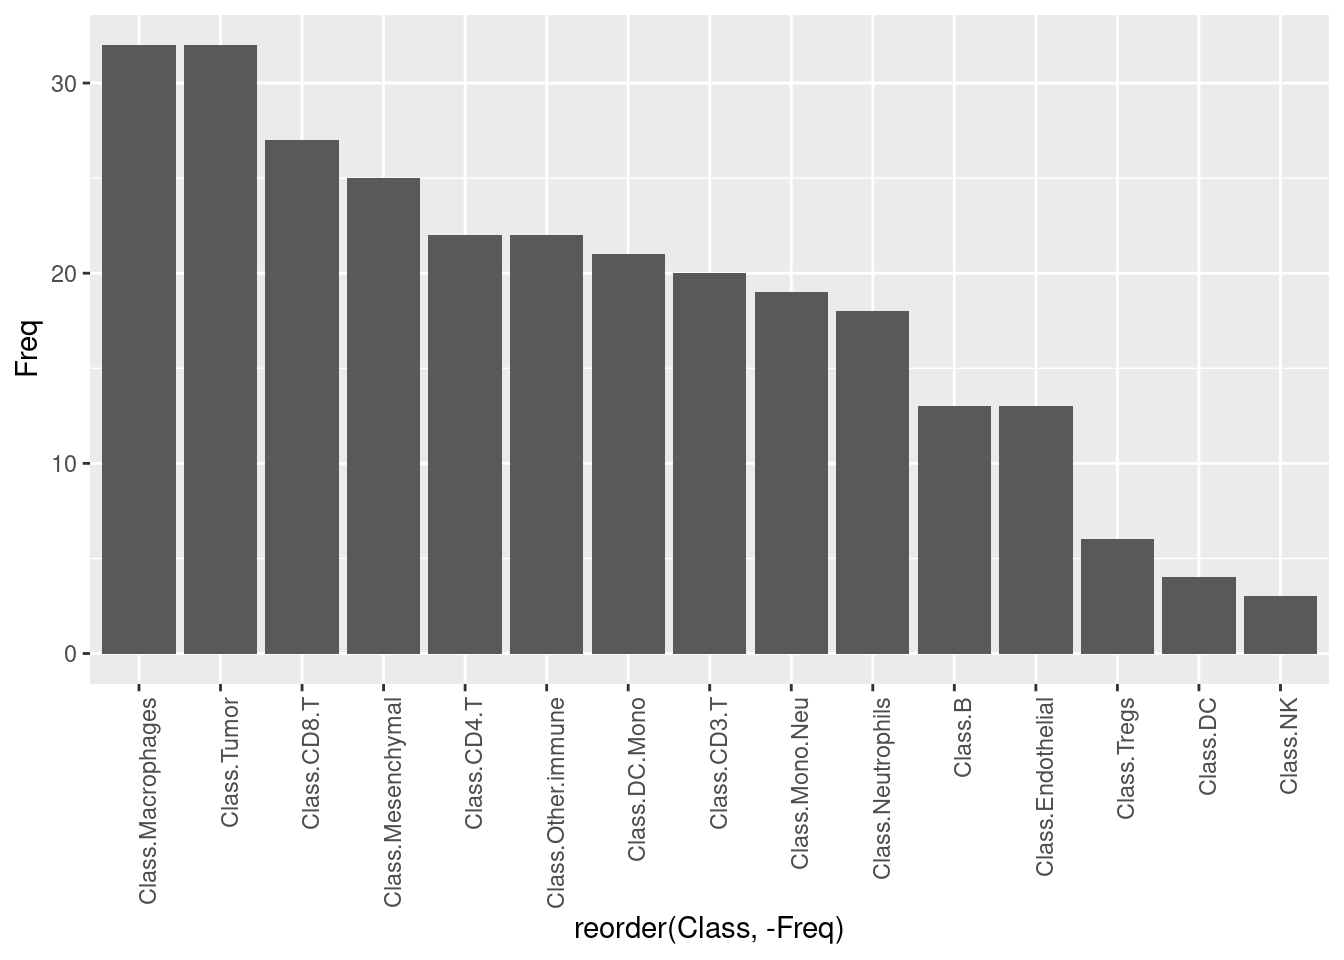 Freq
30
20
10
0
Class.Macrophages
Class.Tumor
Class.CD8.T
Class.Mesenchymal
Class.CD4.T
Class.Other.immune
Class.DC.Mono
Class.CD3.T
Class.Mono.Neu
Class.Neutrophils
Class.B
Class.Endothelial
Class.Tregs
Class.DC
Class.NK
reorder(Class, -Freq)